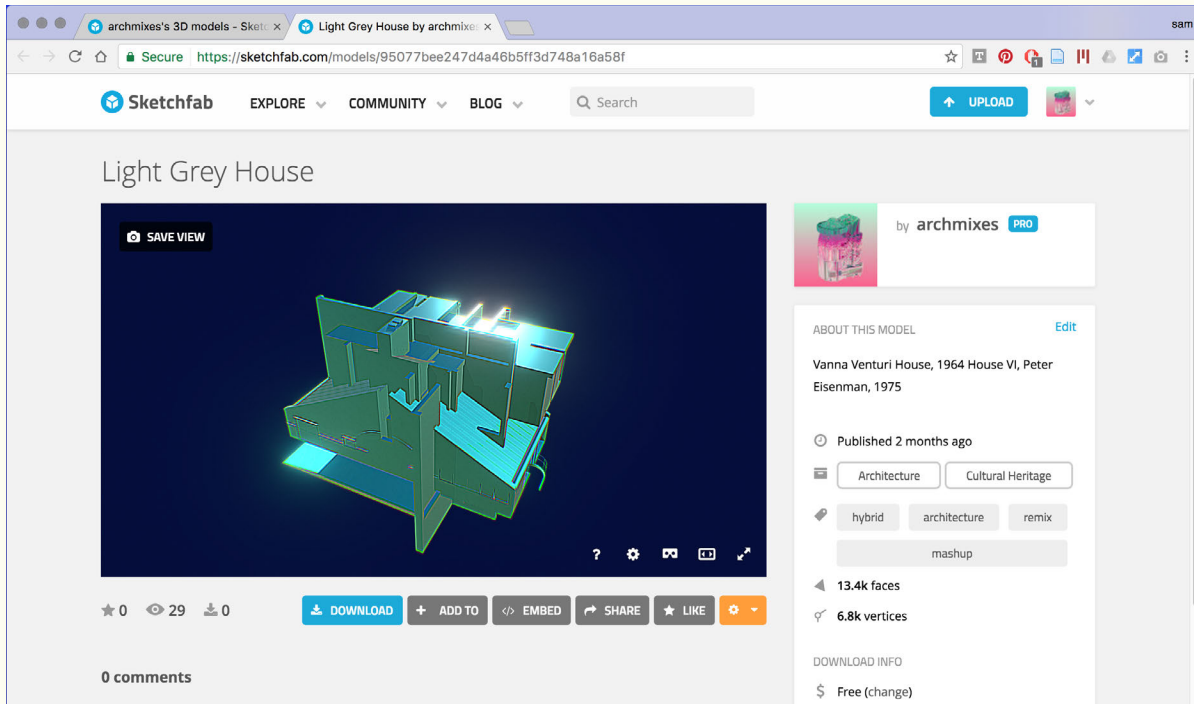 archmixes's 3D models - Sketc
Light Grey House by archmixes
sam
Secure https://sketchfab.com/models/95077bee247d4a46b5ff3d748a16a58f
Sketchfab EXPLORE COMMUNITY BLOG Search UPLOAD
Light Grey House
SAVE VIEW
?
0 29 0 DOWNLOAD + ADD TO </> EMBED SHARE LIKE
0 comments
by archmixes PRO
ABOUT THIS MODEL Edit
Vanna Venturi House, 1964 House VI, Peter
Eisenman, 1975
Published 2 months ago
Architecture Cultural Heritage
hybrid architecture remix
mashup
13.4k faces
6.8k vertices
DOWNLOAD INFO
$ Free (change)